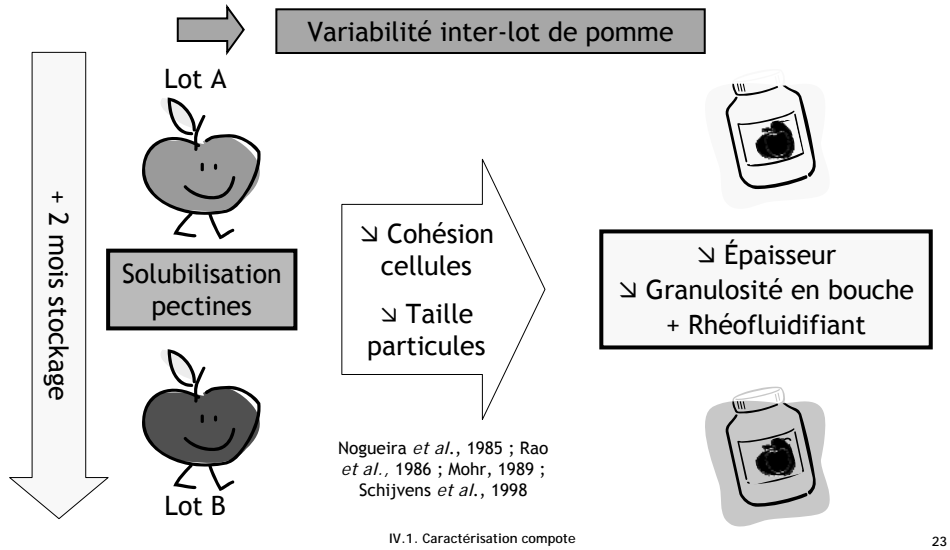 Variabilité inter-lot de pomme
Lot A
+ 2 mois stockage
Solubilisation
pectines
Lot B
↘ Cohésion
cellules
↘ Taille
particules
Nogueira et al., 1985 ; Rao
et al., 1986 ; Mohr, 1989 ;
Schijvens et al., 1998
↘ Épaisseur
↘ Granulosité en bouche
+ Rhéofluidifiant
IV.1. Caractérisation compote
23